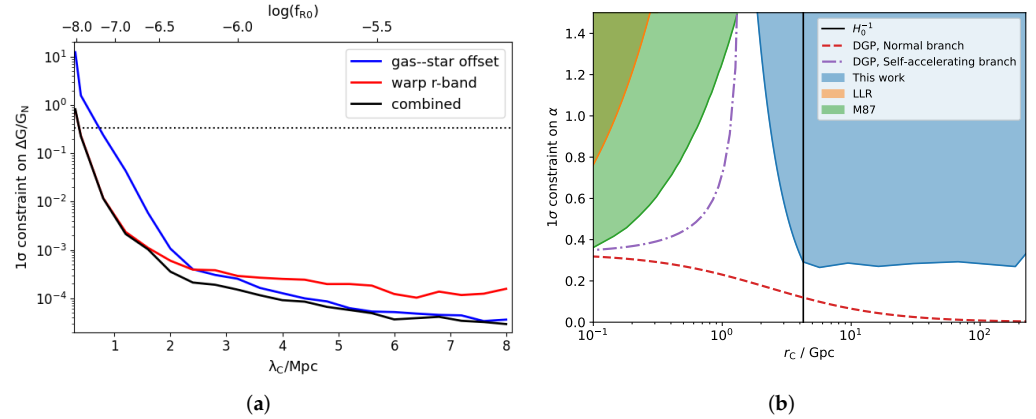 log(f_R0)
−8.0 −7.0 −6.5 −6.0 −5.5
gas--star offset
warp r-band
combined
1σ constraint on ΔG/G_N
10^1
10^0
10^−1
10^−2
10^−3
10^−4
1 2 3 4 5 6 7 8
λ_C/Mpc
(a)
H_0^−1
DGP, Normal branch
DGP, Self-accelerating branch
This work
LLR
M87
1σ constraint on α
1.4
1.2
1.0
0.8
0.6
0.4
0.2
0.0
10^−1 10^0 10^1 10^2
r_C / Gpc
(b)